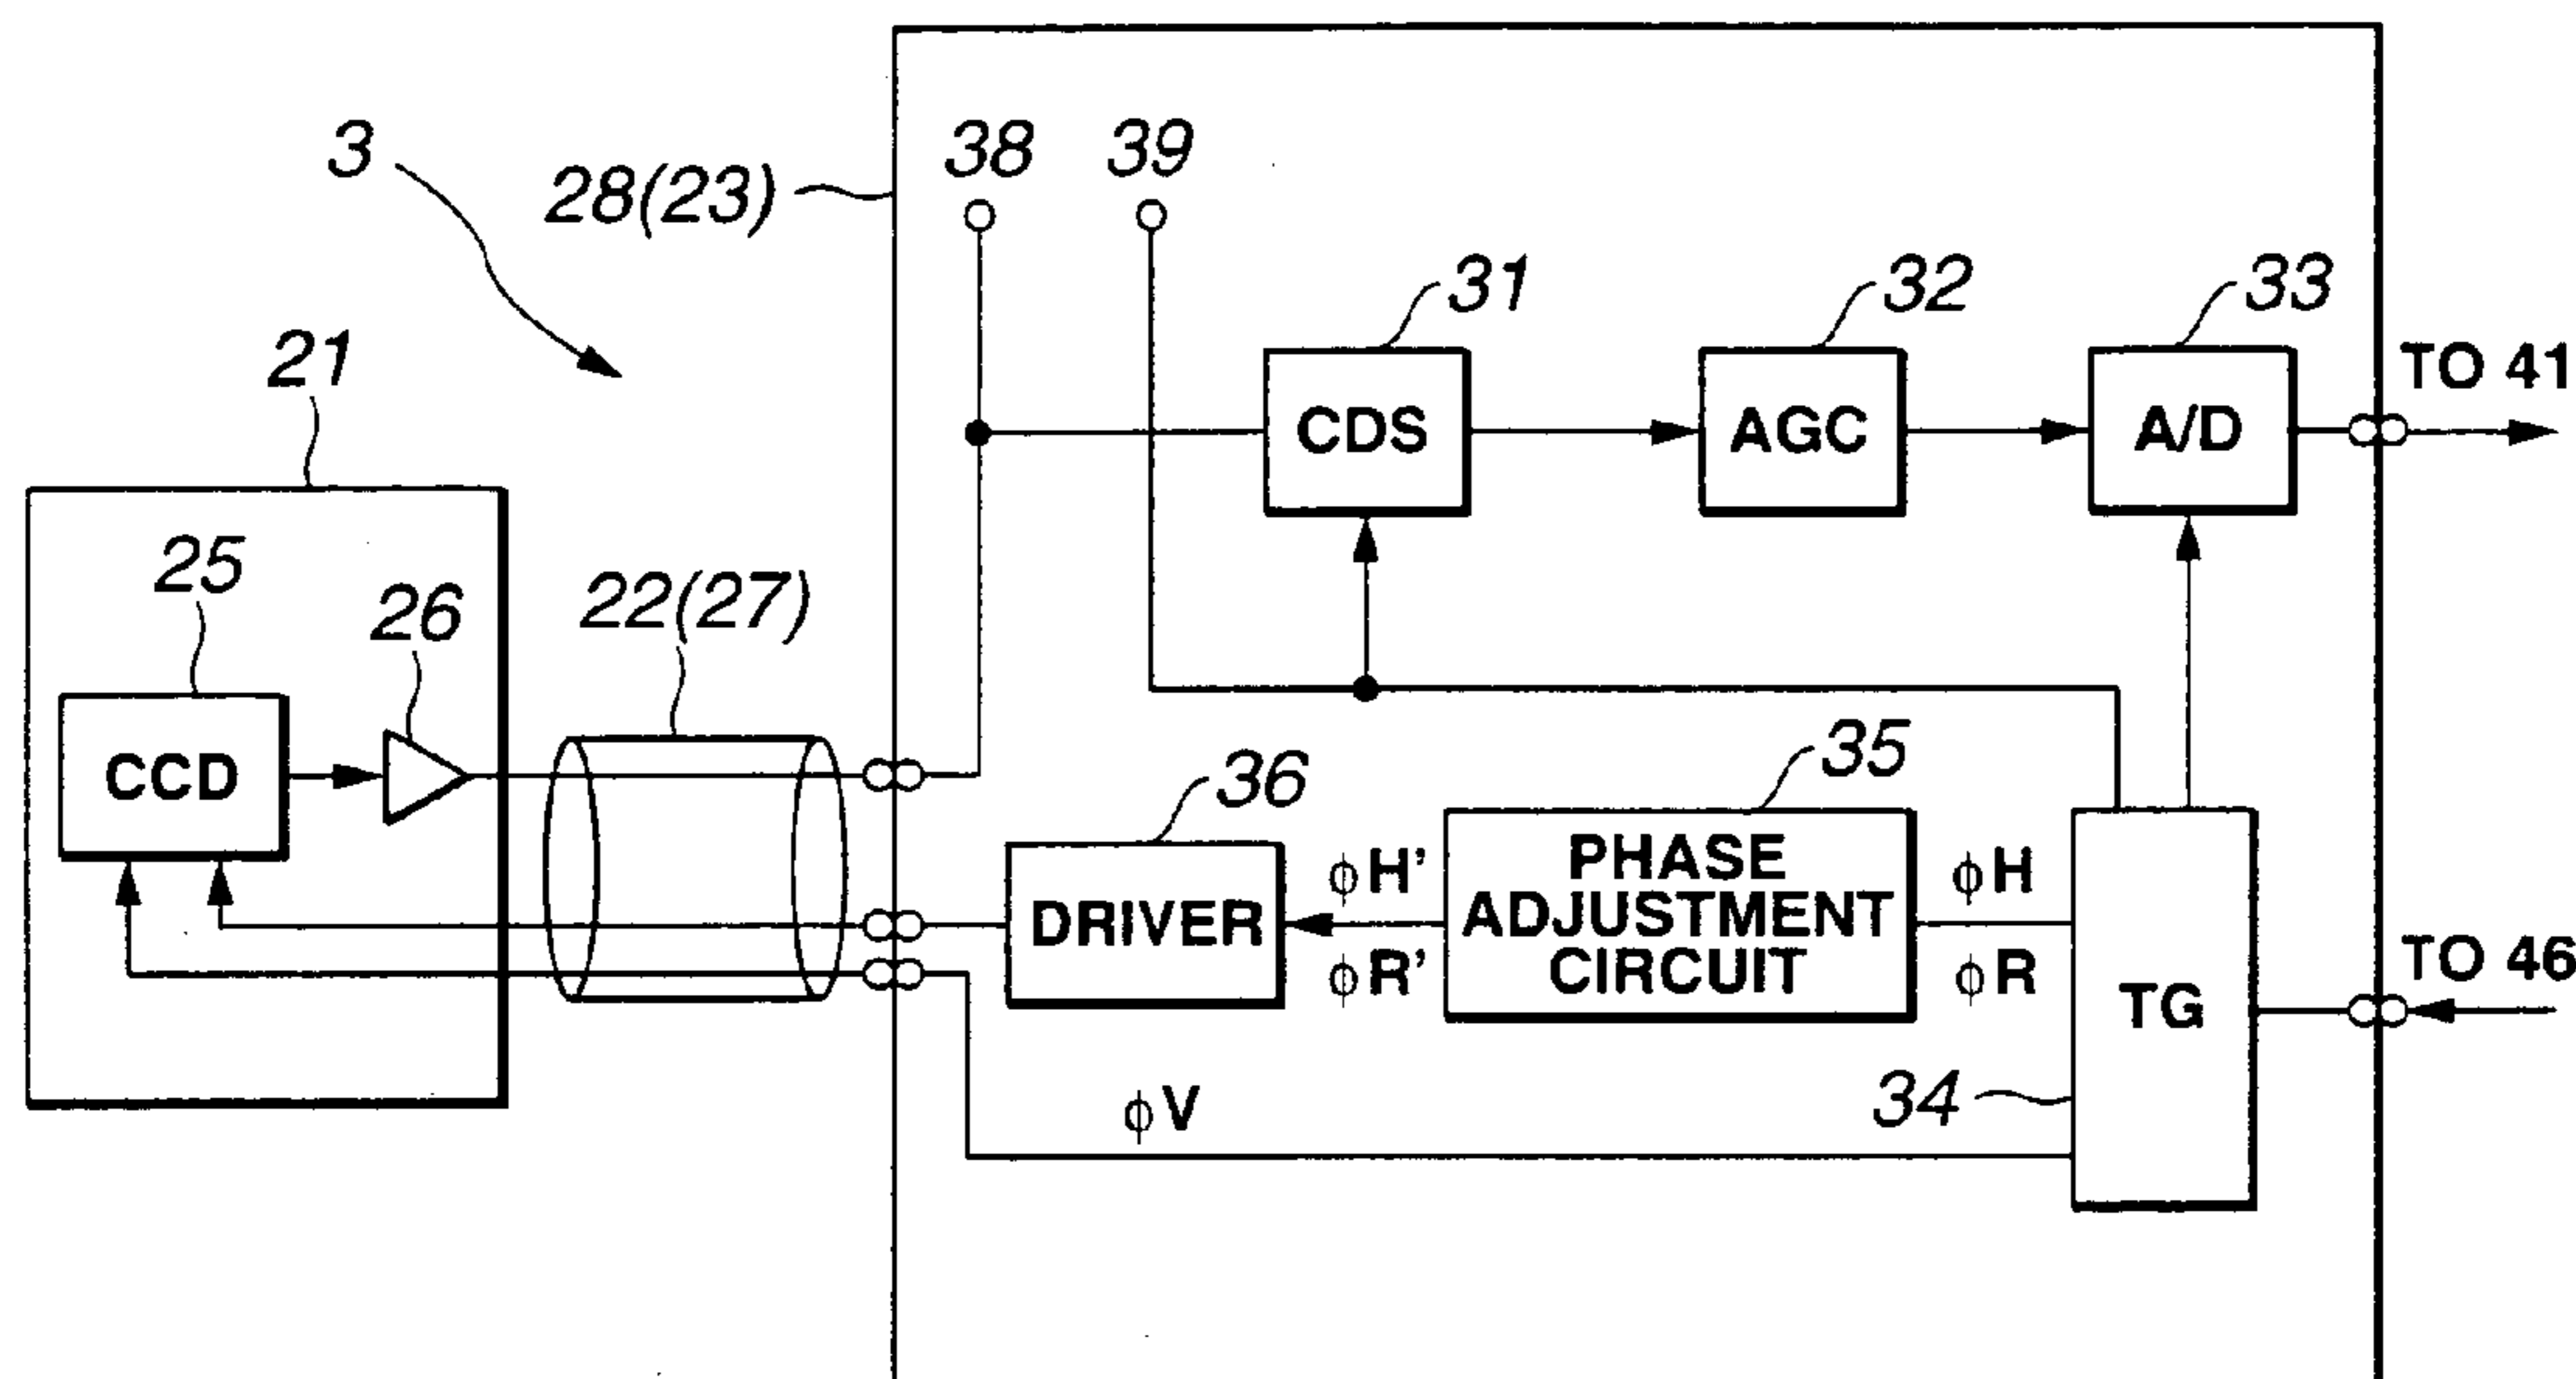 3
28(23)
38
39
31
32
33
TO 41
21
CDS
AGC
A/D
25
26
22(27)
CCD
36
35
DRIVER
φH'
φR'
PHASE
ADJUSTMENT
CIRCUIT
φH
φR
TG
TO 46
34
φV